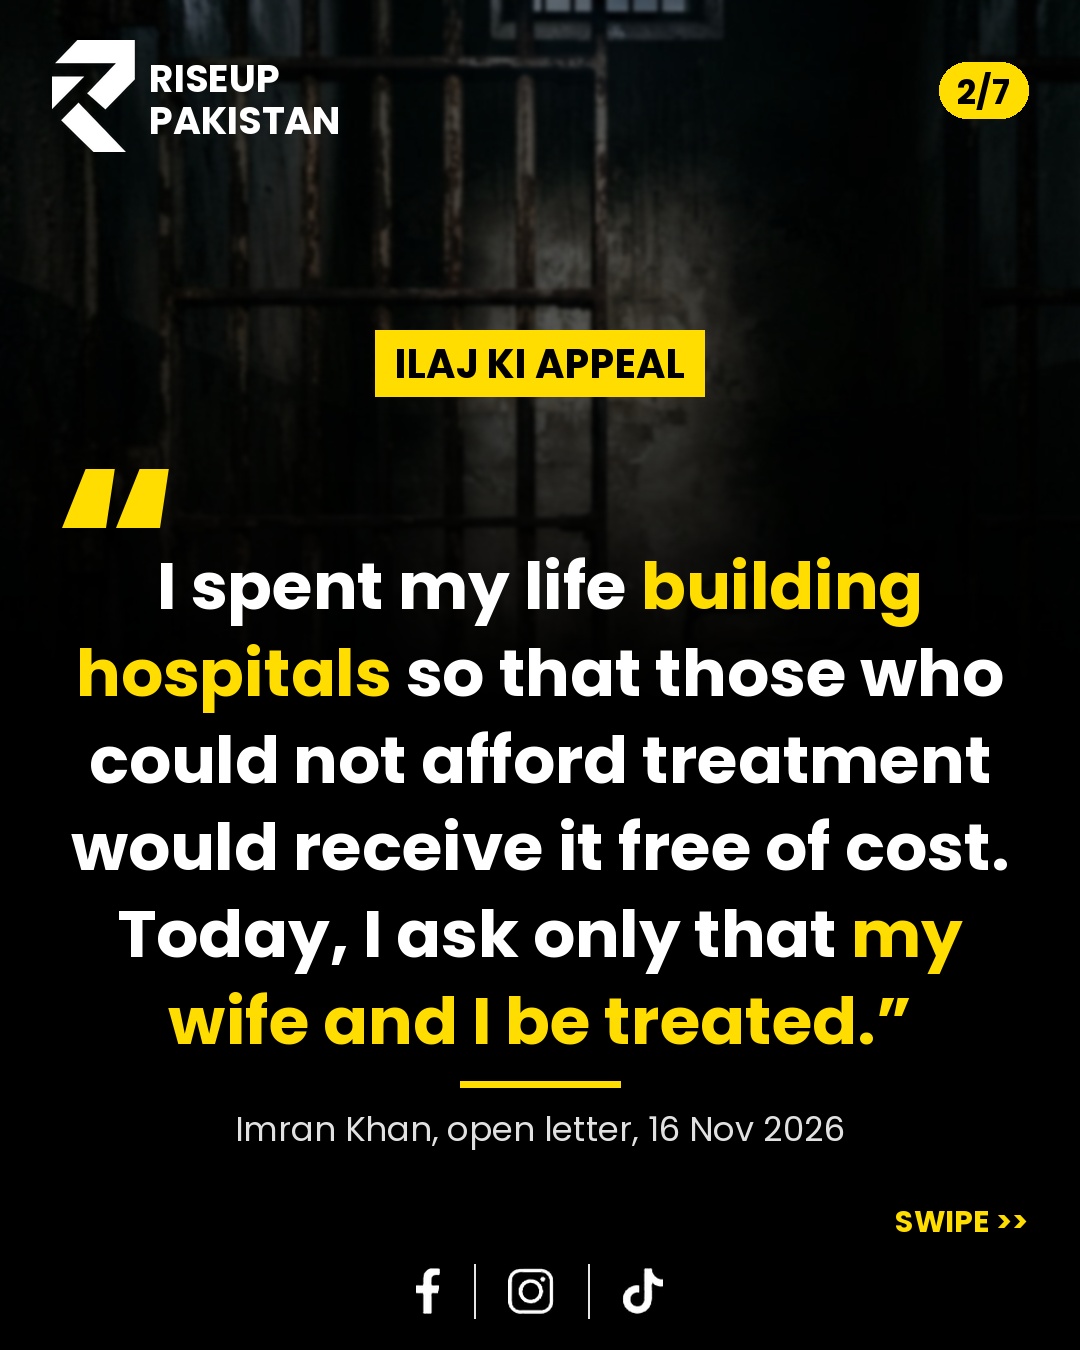 RISEUP
PAKISTAN
2/7
ILAJ KI APPEAL
“
I spent my life building
hospitals so that those who
could not afford treatment
would receive it free of cost.
Today, I ask only that my
wife and I be treated.”
Imran Khan, open letter, 16 Nov 2026
SWIPE >>